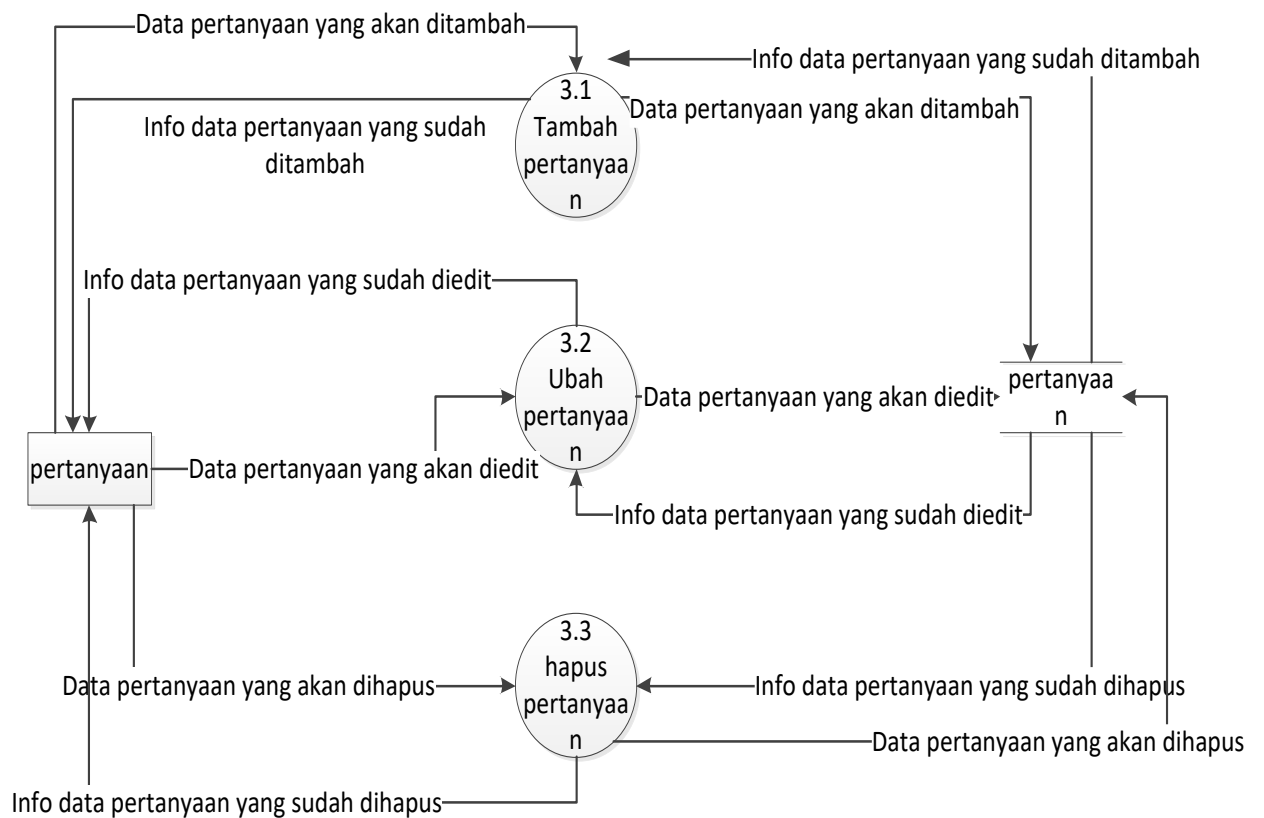 Data pertanyaan yang akan ditambah
Info data pertanyaan yang sudah ditambah
3.1
Tambah
pertanyaa
n
Data pertanyaan yang akan ditambah
Info data pertanyaan yang sudah
ditambah
Info data pertanyaan yang sudah diedit
3.2
Ubah
pertanyaa
n
Data pertanyaan yang akan diedit
pertanyaa
n
pertanyaan
Data pertanyaan yang akan diedit
Info data pertanyaan yang sudah diedit
3.3
hapus
pertanyaa
n
Data pertanyaan yang akan dihapus
Info data pertanyaan yang sudah dihapus
Data pertanyaan yang akan dihapus
Info data pertanyaan yang sudah dihapus